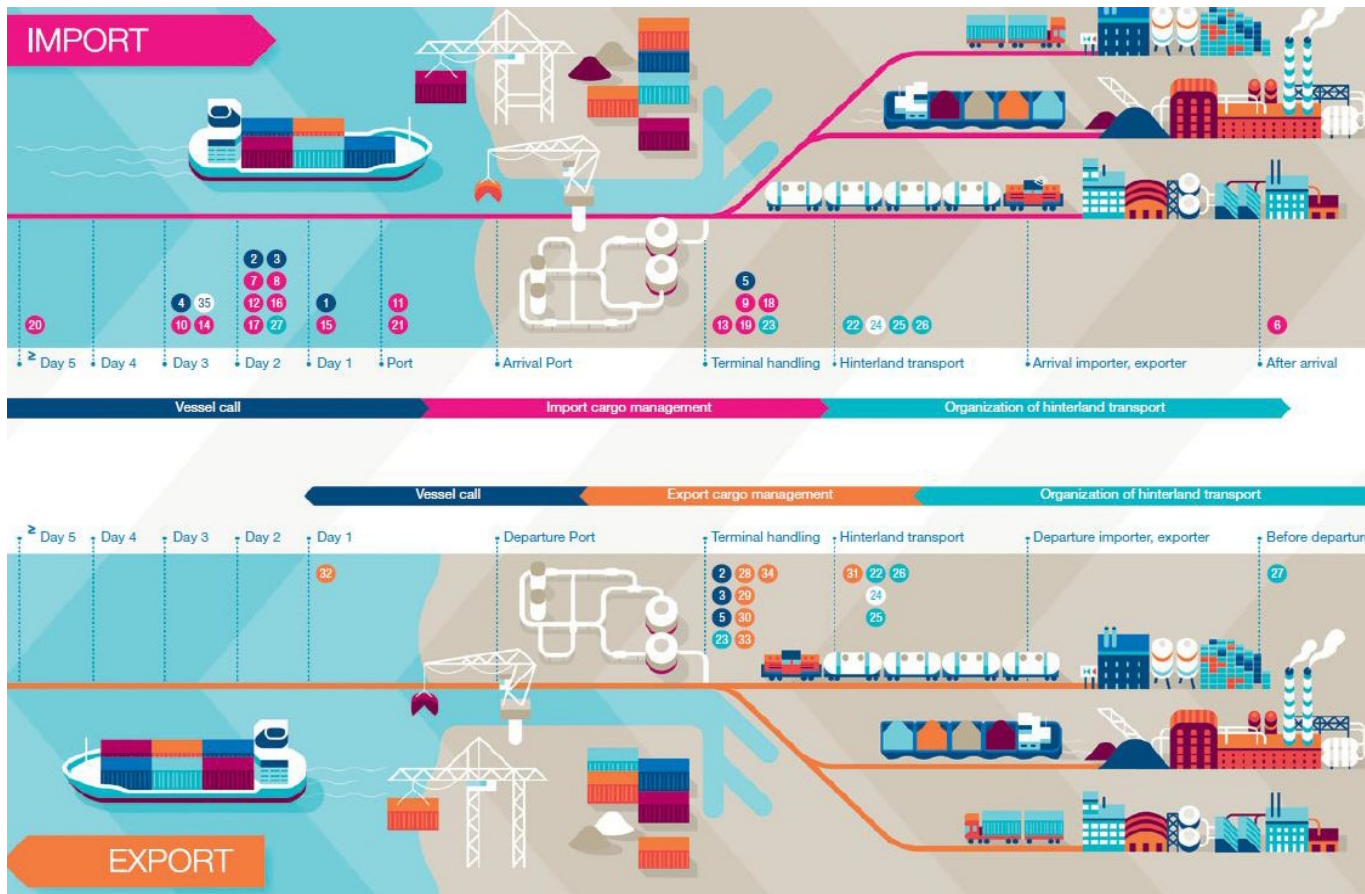 IMPORT
2 3
7 8
4 35 12 16 1 11 5
20 10 14 17 27 15 21 9 18
13 19 23 22 24 25 26 6
≥ Day 5 Day 4 Day 3 Day 2 Day 1 Port Arrival Port Terminal handling Hinterland transport Arrival importer, exporter After arrival
Vessel call Import cargo management Organization of hinterland transport
Vessel call Export cargo management Organization of hinterland transport
≥ Day 5 Day 4 Day 3 Day 2 Day 1 Departure Port Terminal handling Hinterland transport Departure importer, exporter Before departure
32 2 28 34 31 22 26 27
3 29 24
5 30 25
23 33
EXPORT